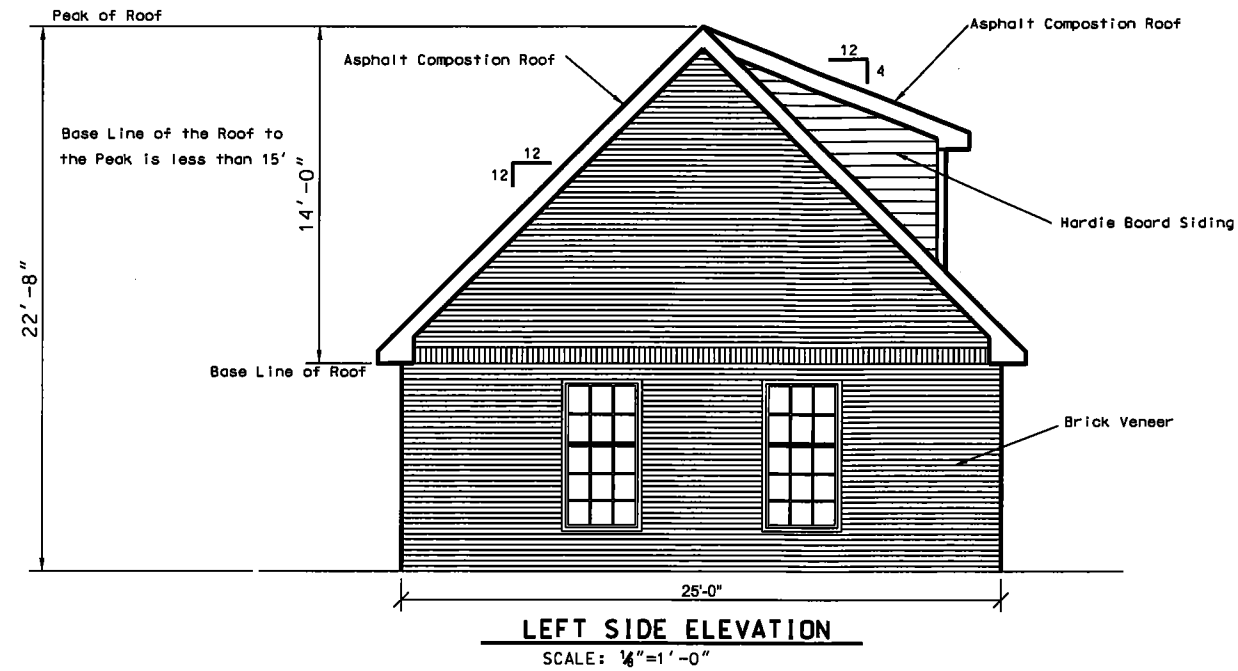 Peak of Roof
Asphalt Compostion Roof
Asphalt Compostion Roof
12
4
Base Line of the Roof to
the Peak is less than 15'
12
12
14'-0"
22'-8"
Hardie Board Siding
Base Line of Roof
Brick Veneer
25'-0"
LEFT SIDE ELEVATION
SCALE: ⅛"=1'-0"